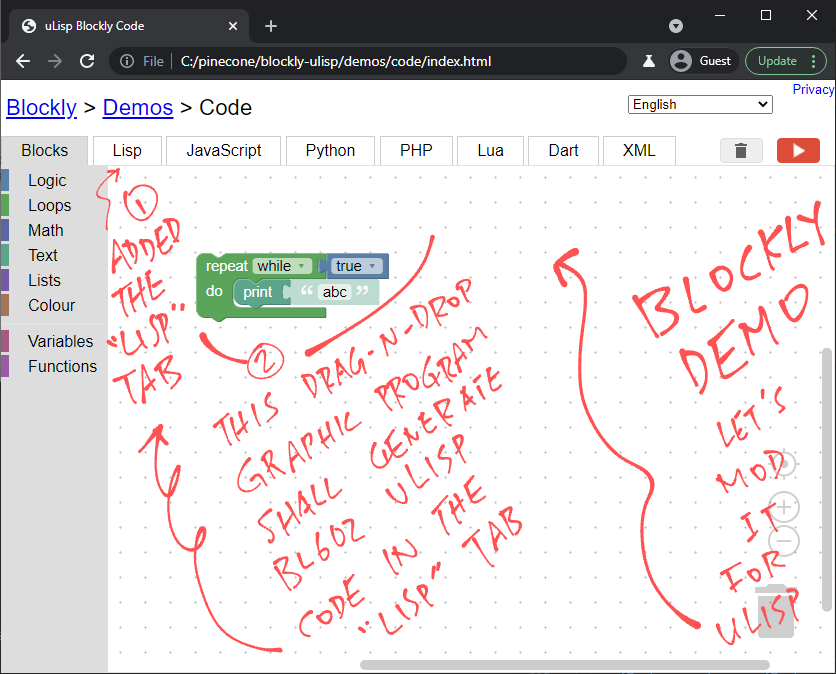 uLisp Blockly Code
File
C:/pinecone/blockly-ulisp/demos/code/index.html
Guest
Update
Privacy
Blockly > Demos > Code
English
Blocks
Lisp
JavaScript
Python
PHP
Lua
Dart
XML
Logic
Loops
Math
Text
Lists
Colour
Variables
Functions
repeat while true
do print “ abc ”
1
ADDED
THE
"LISP"
TAB
2
THIS DRAG-N-DROP
GRAPHIC PROGRAM
SHALL GENERATE
BL602 ULISP
CODE IN THE
"LISP" TAB
BLOCKLY
DEMO
LET'S
MOD
IT
FOR
ULISP